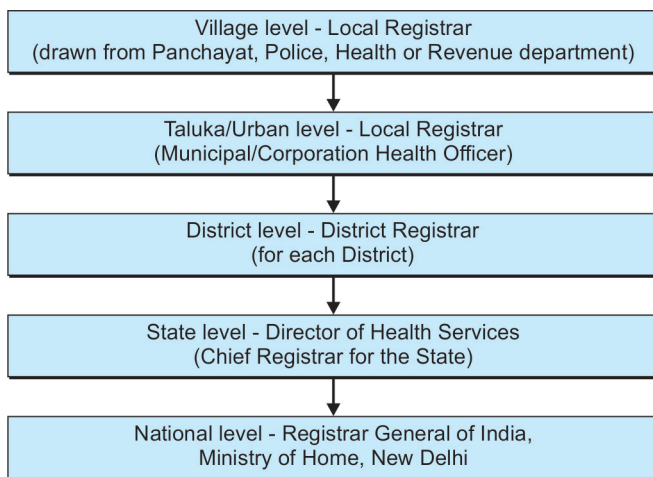 Village level - Local Registrar
(drawn from Panchayat, Police, Health or Revenue department)
Taluka/Urban level - Local Registrar
(Municipal/Corporation Health Officer)
District level - District Registrar
(for each District)
State level - Director of Health Services
(Chief Registrar for the State)
National level - Registrar General of India,
Ministry of Home, New Delhi